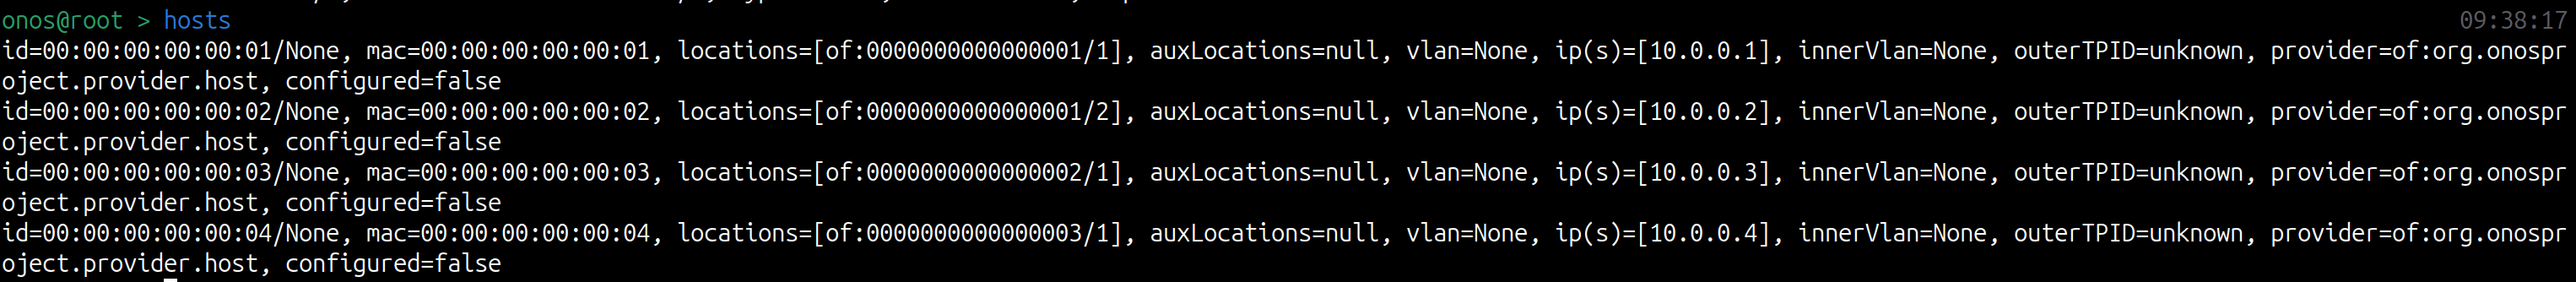 onos@root > hosts 09:38:17
id=00:00:00:00:00:01/None, mac=00:00:00:00:00:01, locations=[of:0000000000000001/1], auxLocations=null, vlan=None, ip(s)=[10.0.0.1], innerVlan=None, outerTPID=unknown, provider=of:org.onospr
oject.provider.host, configured=false
id=00:00:00:00:00:02/None, mac=00:00:00:00:00:02, locations=[of:0000000000000001/2], auxLocations=null, vlan=None, ip(s)=[10.0.0.2], innerVlan=None, outerTPID=unknown, provider=of:org.onospr
oject.provider.host, configured=false
id=00:00:00:00:00:03/None, mac=00:00:00:00:00:03, locations=[of:0000000000000002/1], auxLocations=null, vlan=None, ip(s)=[10.0.0.3], innerVlan=None, outerTPID=unknown, provider=of:org.onospr
oject.provider.host, configured=false
id=00:00:00:00:00:04/None, mac=00:00:00:00:00:04, locations=[of:0000000000000003/1], auxLocations=null, vlan=None, ip(s)=[10.0.0.4], innerVlan=None, outerTPID=unknown, provider=of:org.onospr
oject.provider.host, configured=false